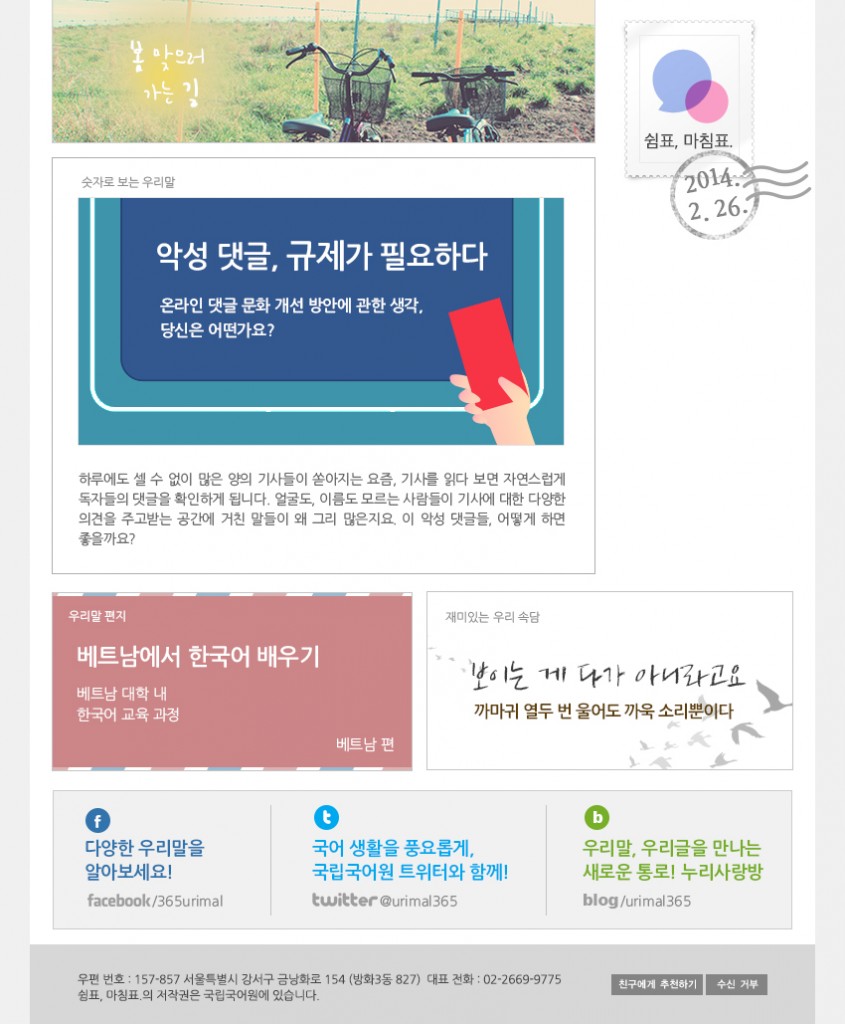 봄 맞으러
가는 길
쉼표, 마침표.
2014.
2. 26.
숫자로 보는 우리말
악성 댓글, 규제가 필요하다
온라인 댓글 문화 개선 방안에 관한 생각,
당신은 어떤가요?
하루에도 셀 수 없이 많은 양의 기사들이 쏟아지는 요즘, 기사를 읽다 보면 자연스럽게
독자들의 댓글을 확인하게 됩니다. 얼굴도, 이름도 모르는 사람들이 기사에 대한 다양한
의견을 주고받는 공간에 거친 말들이 왜 그리 많은지요. 이 악성 댓글들, 어떻게 하면
좋을까요?
우리말 편지
베트남에서 한국어 배우기
베트남 대학 내
한국어 교육 과정
베트남 편
재미있는 우리 속담
보이는 게 다가 아니라고요
까마귀 열두 번 울어도 까욱 소리뿐이다
f
다양한 우리말을
알아보세요!
facebook/365urimal
t
국어 생활을 풍요롭게,
국립국어원 트위터와 함께!
twitter@urimal365
b
우리말, 우리글을 만나는
새로운 통로! 누리사랑방
blog/urimal365
우편 번호 : 157-857 서울특별시 강서구 금낭화로 154 (방화3동 827) 대표 전화 : 02-2669-9775
쉼표, 마침표.의 저작권은 국립국어원에 있습니다.
친구에게 추천하기
수신 거부